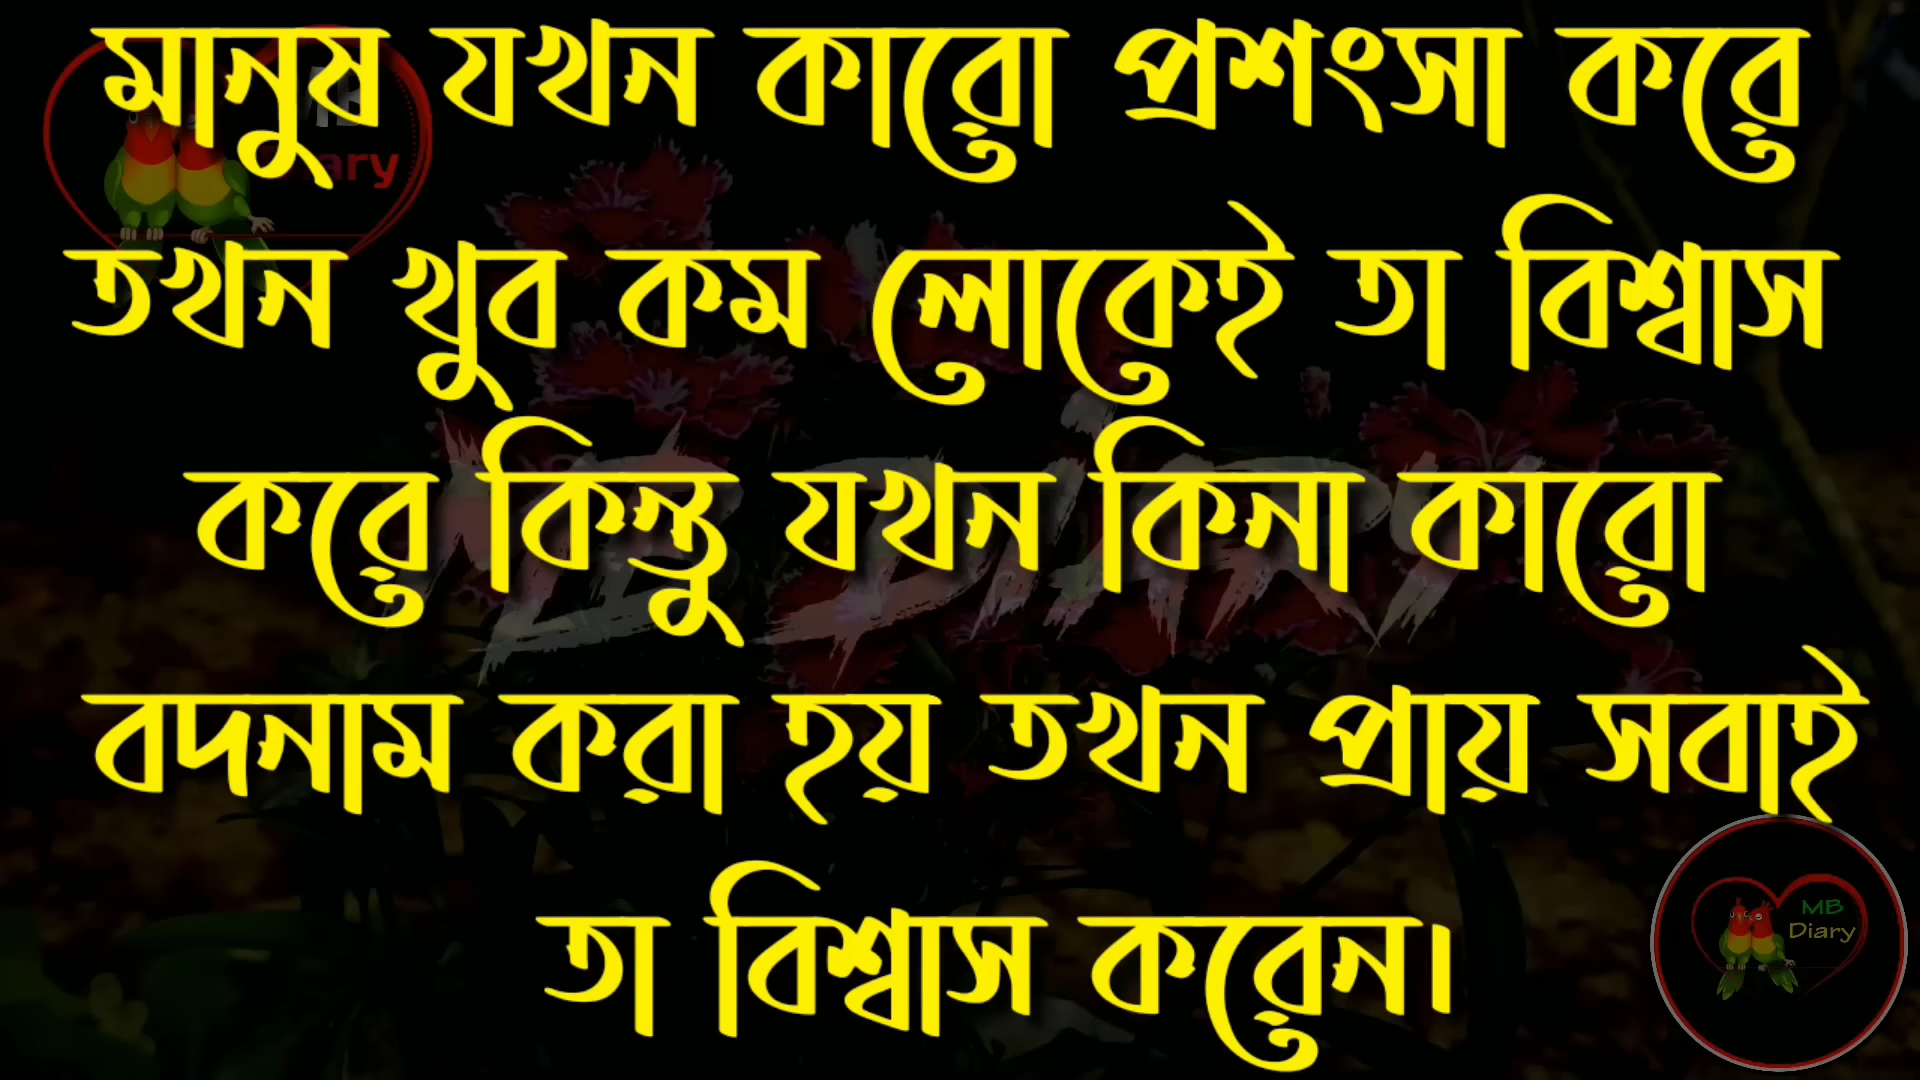 মানুষ যখন কারো প্রশংসা করে
তখন খুব কম লোকেই তা বিশ্বাস
করে কিন্তু যখন কিনা কারো
বদনাম করা হয় তখন প্রায় সবাই
তা বিশ্বাস করেন।
MB
Diary